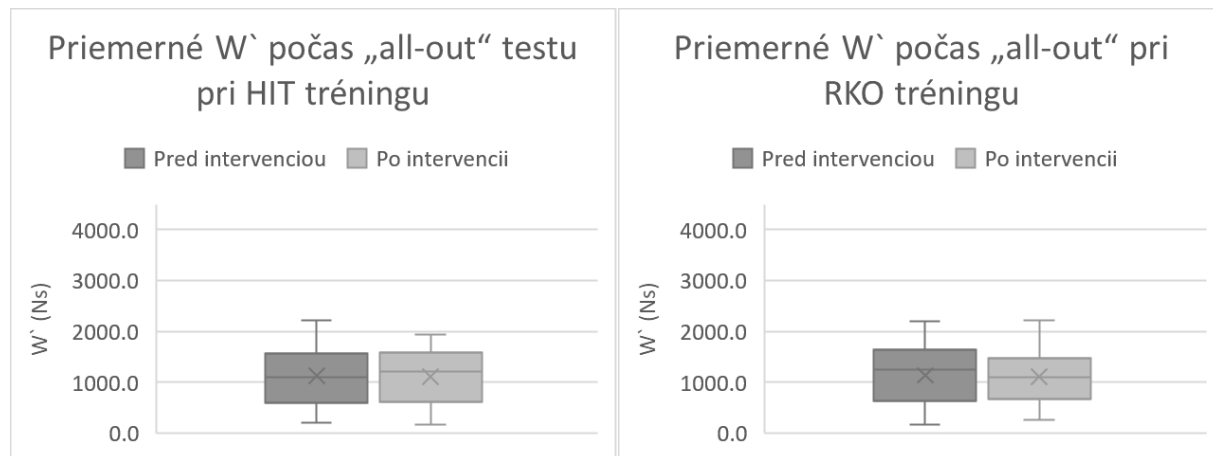 Priemerné W` počas „all-out“ testu
pri HIT tréningu
Pred intervenciou Po intervencii
4000.0
3000.0
2000.0
1000.0
0.0
W` (Ns)
Priemerné W` počas „all-out“ pri
RKO tréningu
Pred intervenciou Po intervencii
4000.0
3000.0
2000.0
1000.0
0.0
W` (Ns)